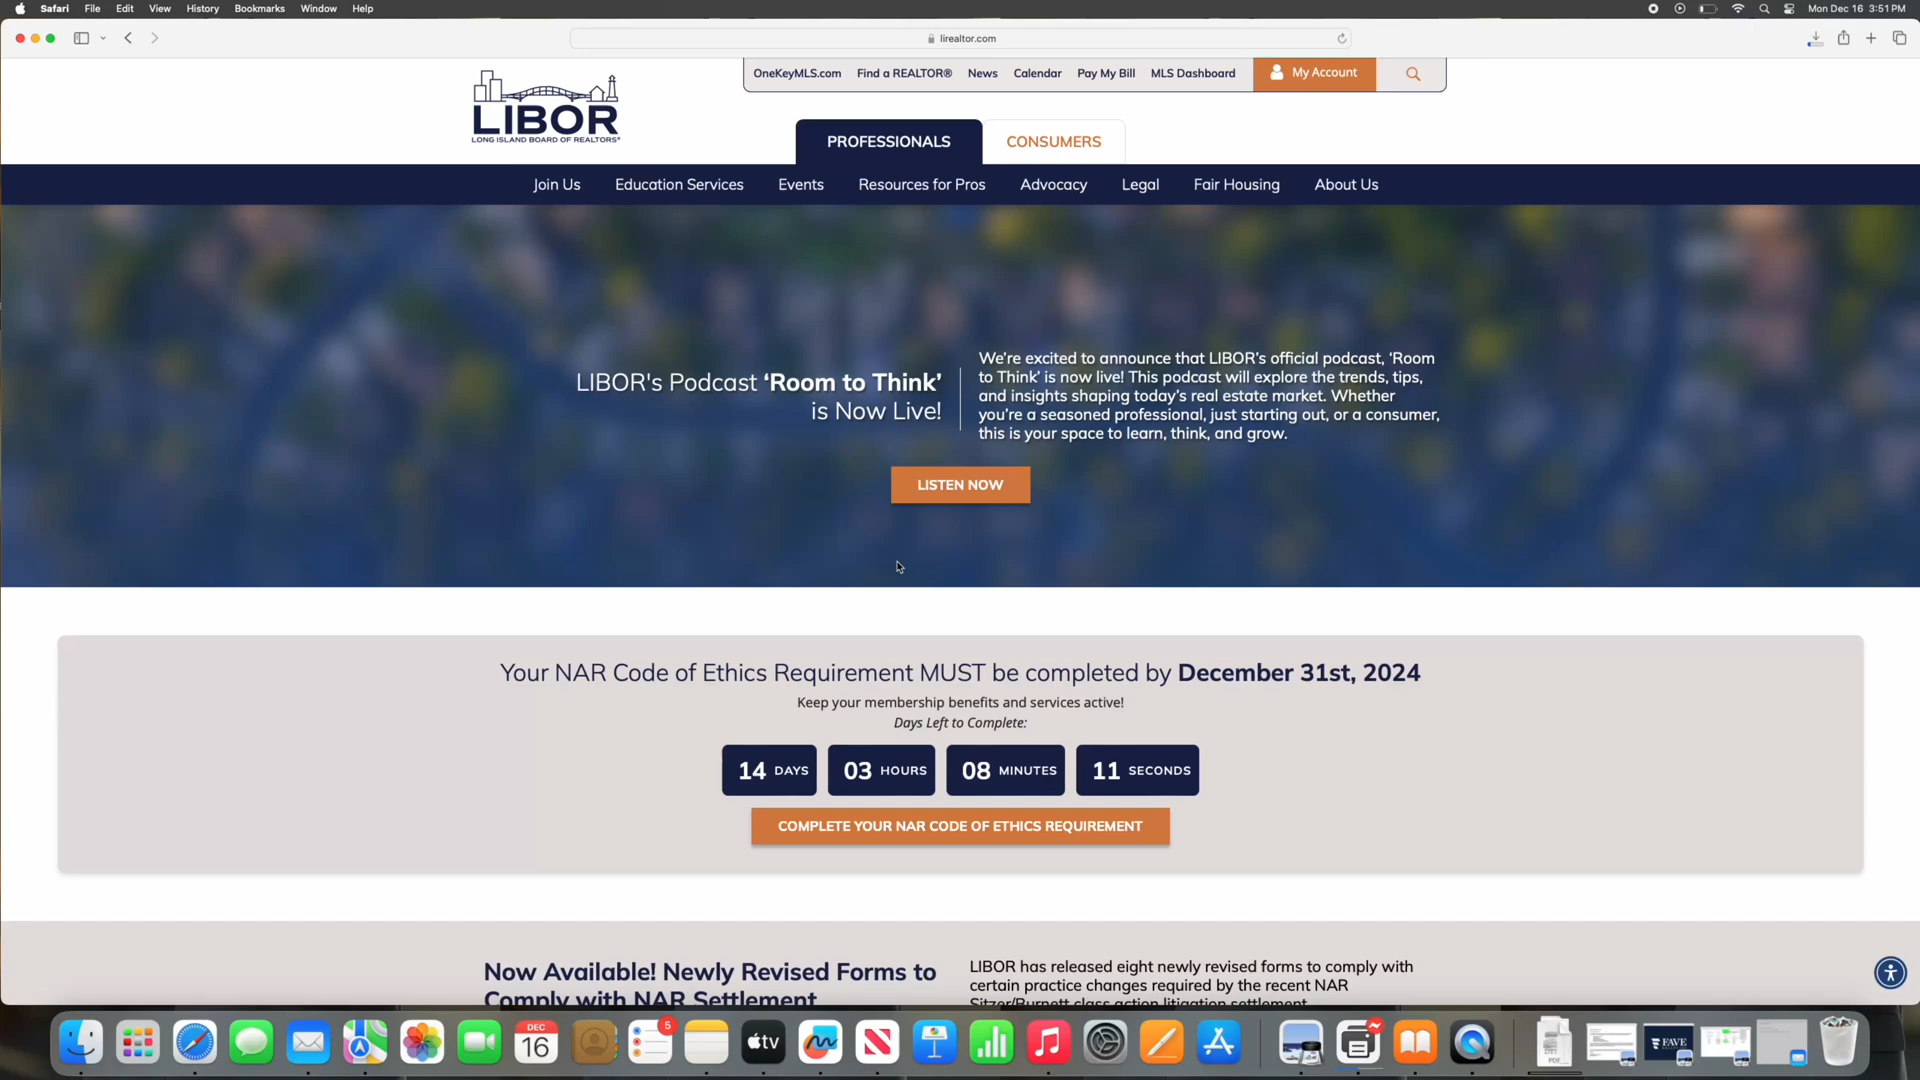 Safari File Edit View History Bookmarks Window Help
Mon Dec 16 3:51 PM
lirealtor.com
OneKeyMLS.com Find a REALTOR® News Calendar Pay My Bill MLS Dashboard My Account
LIBOR
LONG ISLAND BOARD OF REALTORS®
PROFESSIONALS CONSUMERS
Join Us Education Services Events Resources for Pros Advocacy Legal Fair Housing About Us
LIBOR's Podcast ‘Room to Think’
is Now Live!
We’re excited to announce that LIBOR’s official podcast, ‘Room
to Think’ is now live! This podcast will explore the trends, tips,
and insights shaping today’s real estate market. Whether
you’re a seasoned professional, just starting out, or a consumer,
this is your space to learn, think, and grow.
LISTEN NOW
Your NAR Code of Ethics Requirement MUST be completed by December 31st, 2024
Keep your membership benefits and services active!
Days Left to Complete:
14 DAYS 03 HOURS 08 MINUTES 11 SECONDS
COMPLETE YOUR NAR CODE OF ETHICS REQUIREMENT
Now Available! Newly Revised Forms to
Comply with NAR Settlement
LIBOR has released eight newly revised forms to comply with
certain practice changes required by the recent NAR
Sitzer/Burnett class action litigation settlement.
DEC
16
5
tv
PDF
FAVE